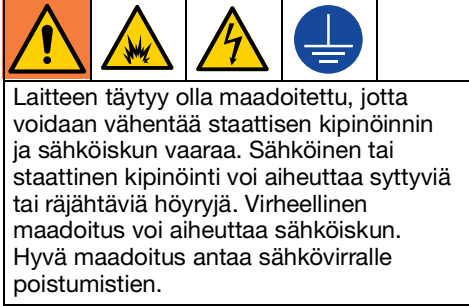 Laitteen täytyy olla maadoitettu, jotta
voidaan vähentää staattisen kipinöinnin
ja sähköiskun vaaraa. Sähköinen tai
staattinen kipinöinti voi aiheuttaa syttyviä
tai räjähtäviä höyryjä. Virheellinen
maadoitus voi aiheuttaa sähköiskun.
Hyvä maadoitus antaa sähkövirralle
poistumistien.